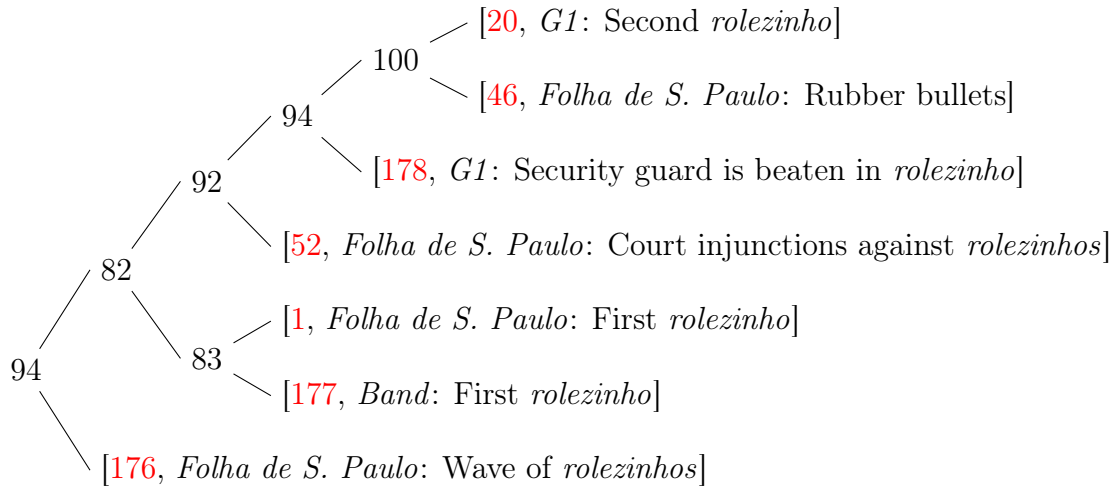 [20, G1: Second rolezinho]
100
[46, Folha de S. Paulo: Rubber bullets]
94
[178, G1: Security guard is beaten in rolezinho]
92
[52, Folha de S. Paulo: Court injunctions against rolezinhos]
82
[1, Folha de S. Paulo: First rolezinho]
83
94
[177, Band: First rolezinho]
[176, Folha de S. Paulo: Wave of rolezinhos]